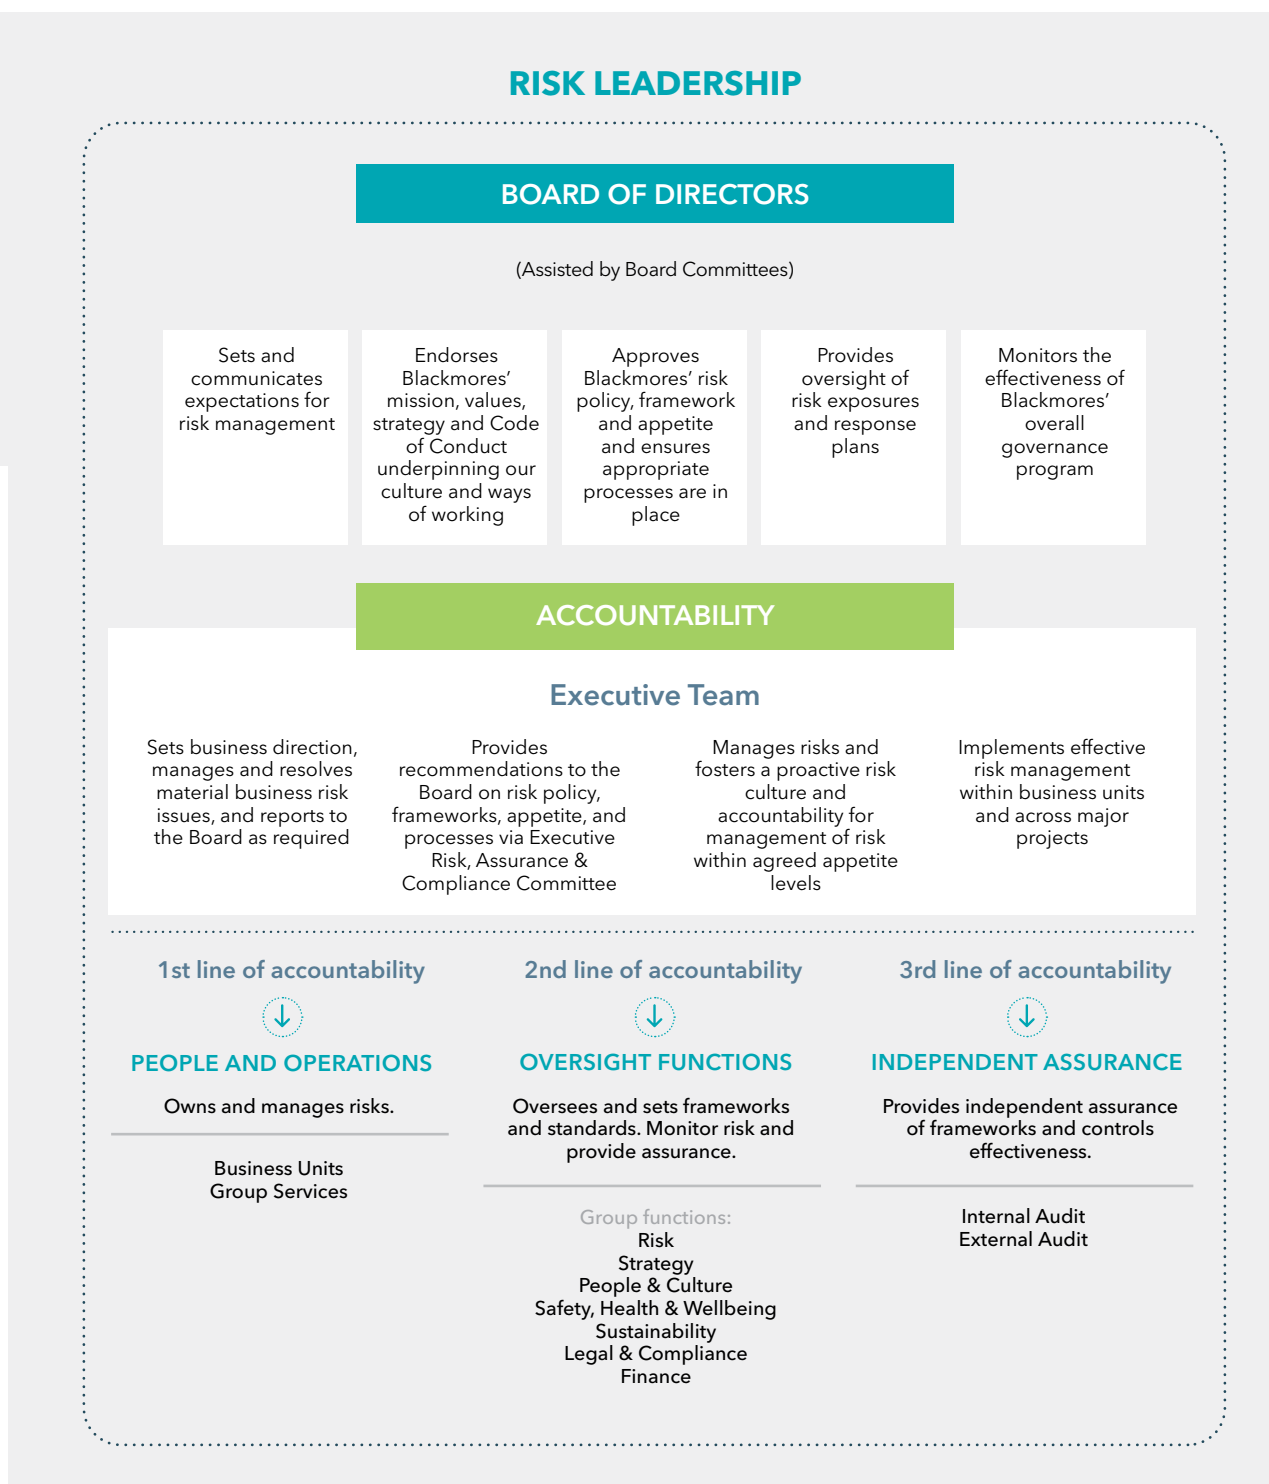 RISK LEADERSHIP
BOARD OF DIRECTORS
(Assisted by Board Committees)
Sets and
communicates
expectations for
risk management
Endorses
Blackmores’
mission, values,
strategy and Code
of Conduct
underpinning our
culture and ways
of working
Approves
Blackmores’ risk
policy, framework
and appetite
and ensures
appropriate
processes are in
place
Provides
oversight of
risk exposures
and response
plans
Monitors the
effectiveness of
Blackmores’
overall
governance
program
ACCOUNTABILITY
Executive Team
Sets business direction,
manages and resolves
material business risk
issues, and reports to
the Board as required
Provides
recommendations to the
Board on risk policy,
frameworks, appetite, and
processes via Executive
Risk, Assurance &
Compliance Committee
Manages risks and
fosters a proactive risk
culture and
accountability for
management of risk
within agreed appetite
levels
Implements effective
risk management
within business units
and across major
projects
1st line of accountability
PEOPLE AND OPERATIONS
Owns and manages risks.
Business Units
Group Services
2nd line of accountability
OVERSIGHT FUNCTIONS
Oversees and sets frameworks
and standards. Monitor risk and
provide assurance.
Group functions:
Risk
Strategy
People & Culture
Safety, Health & Wellbeing
Sustainability
Legal & Compliance
Finance
3rd line of accountability
INDEPENDENT ASSURANCE
Provides independent assurance
of frameworks and controls
effectiveness.
Internal Audit
External Audit